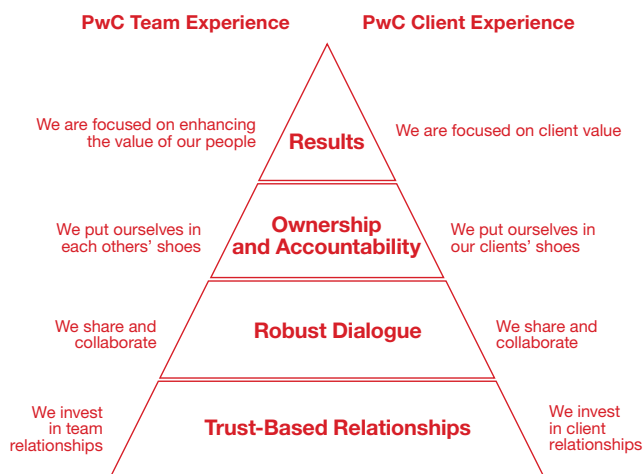 PwC Team Experience
PwC Client Experience
We are focused on enhancing
the value of our people
Results
We are focused on client value
We put ourselves in
each others’ shoes
Ownership
and Accountability
We put ourselves in
our clients’ shoes
We share and
collaborate
Robust Dialogue
We share and
collaborate
We invest
in team
relationships
Trust-Based Relationships
We invest
in client
relationships